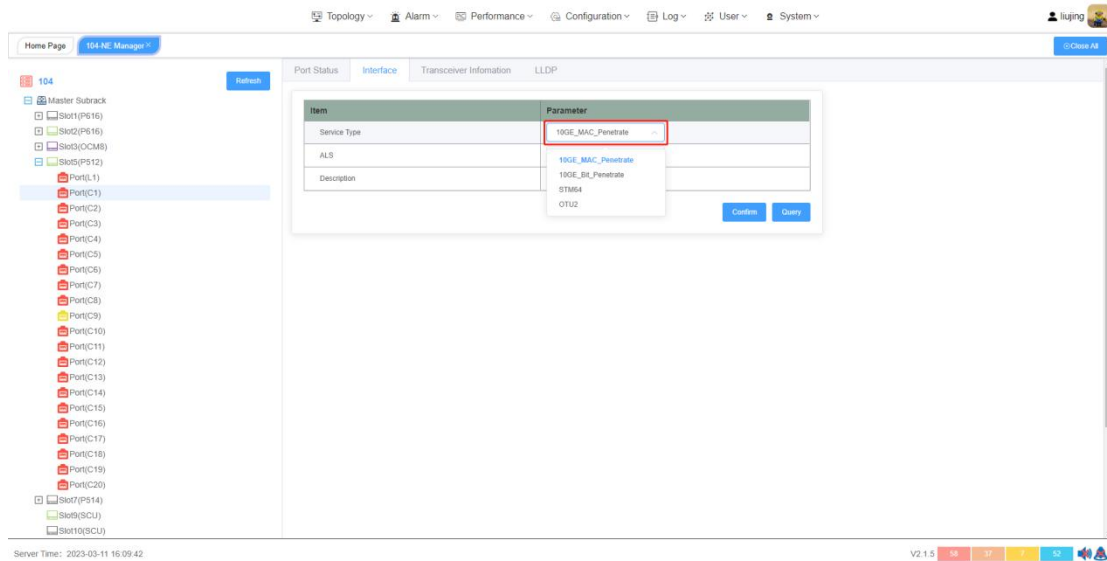 Topology Alarm Performance Configuration Log User System liujing
Home Page 104-NE Manager × Close All
104 Refresh
Master Subrack
Slot1(P616)
Slot2(P616)
Slot3(OCM8)
Slot5(P512)
Port(L1)
Port(C1)
Port(C2)
Port(C3)
Port(C4)
Port(C5)
Port(C6)
Port(C7)
Port(C8)
Port(C9)
Port(C10)
Port(C11)
Port(C12)
Port(C13)
Port(C14)
Port(C15)
Port(C16)
Port(C17)
Port(C18)
Port(C19)
Port(C20)
Slot7(P514)
Slot9(SCU)
Slot10(SCU)
Port Status Interface Transceiver Infomation LLDP
Item Parameter
Service Type 10GE_MAC_Penetrate
ALS
Description
10GE_MAC_Penetrate
10GE_Bit_Penetrate
STM64
OTU2
Confirm Query
Server Time: 2023-03-11 16:09:42 V2.1.5 58 37 7 52